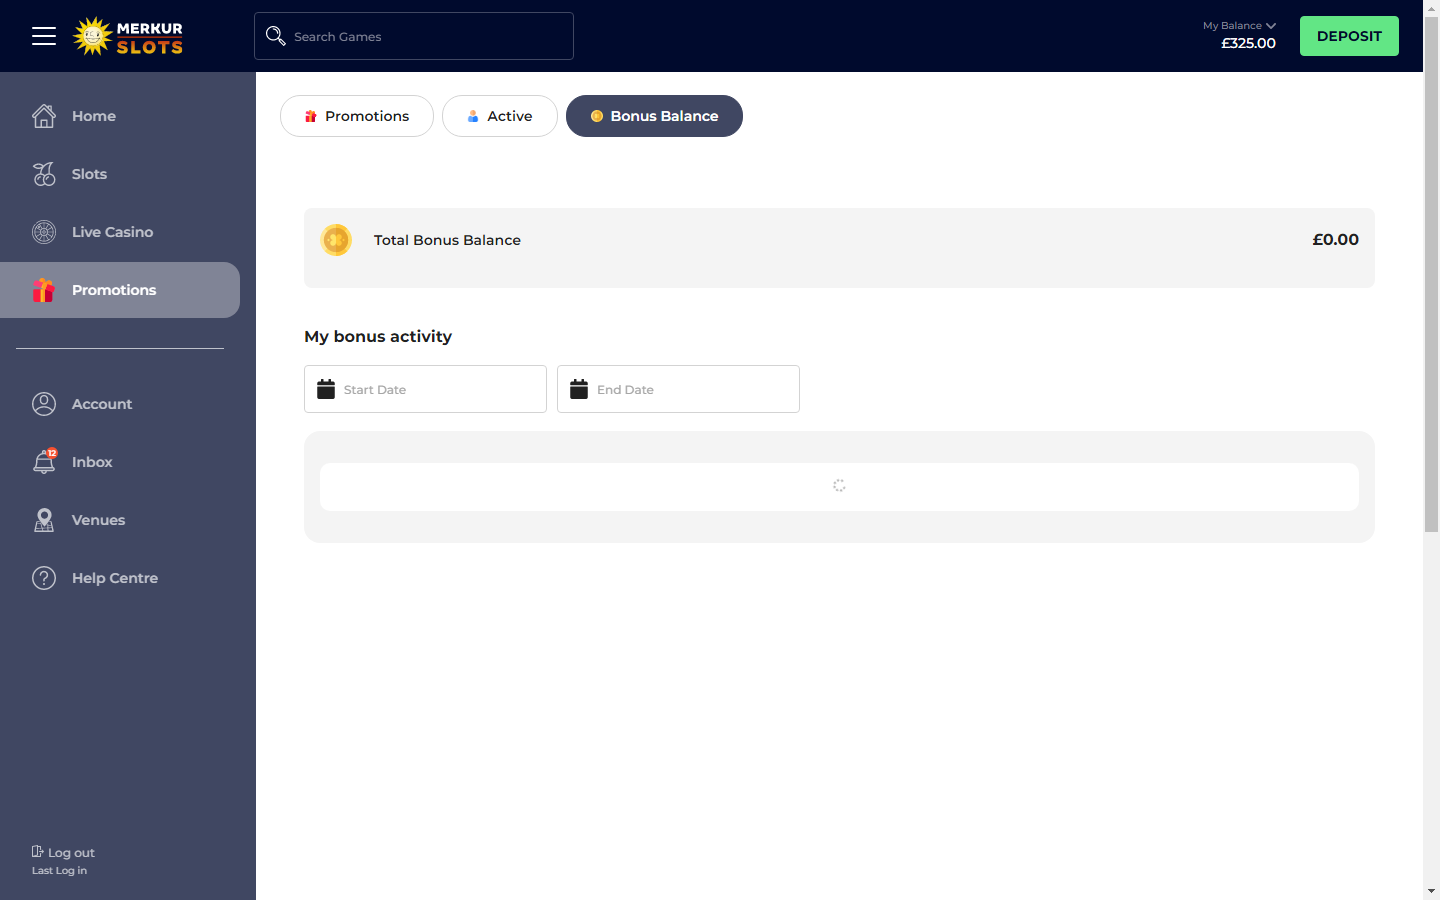 MERKUR
SLOTS
Search Games
My Balance
£325.00
DEPOSIT
Home
Slots
Live Casino
Promotions
Account
12
Inbox
Venues
Help Centre
Log out
Last Log in
Promotions
Active
Bonus Balance
Total Bonus Balance
£0.00
My bonus activity
Start Date
End Date